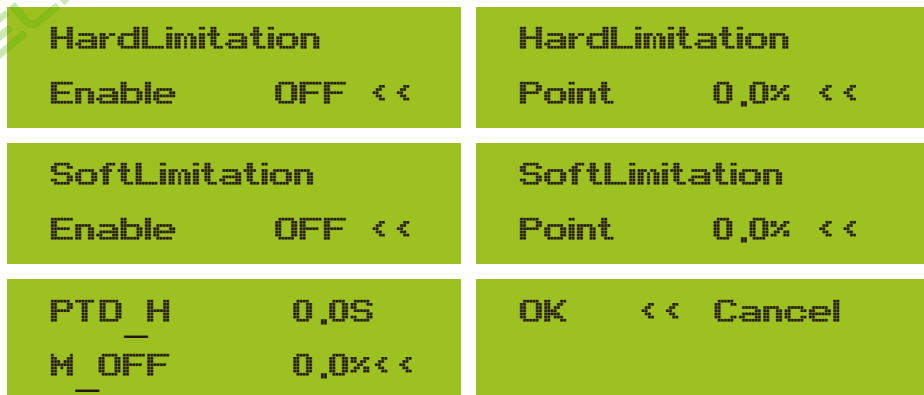 HardLimitation
Enable OFF <<
HardLimitation
Point 0.0% <<
SoftLimitation
Enable OFF <<
SoftLimitation
Point 0.0% <<
PTD_H 0.0S
M_OFF 0.0%<<
OK << Cancel